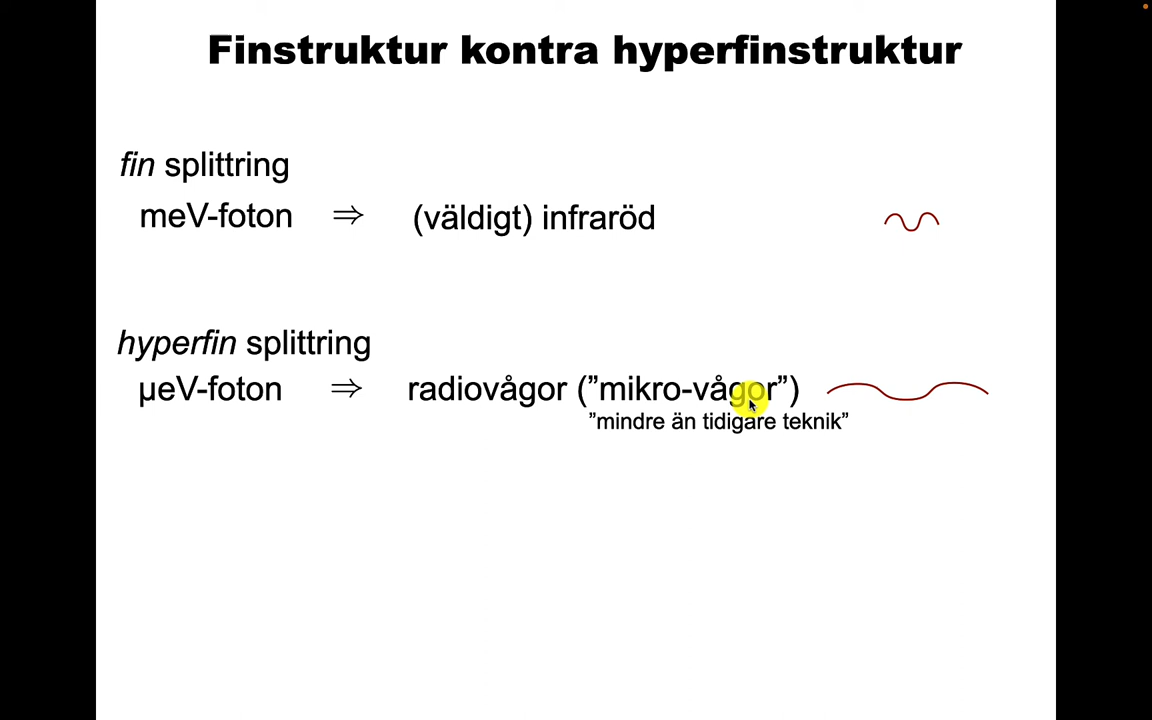 Finstruktur kontra hyperfinstruktur
fin splittring
meV-foton ⇒ (väldigt) infraröd
hyperfin splittring
μeV-foton ⇒ radiovågor (”mikro-vågor”)
”mindre än tidigare teknik”